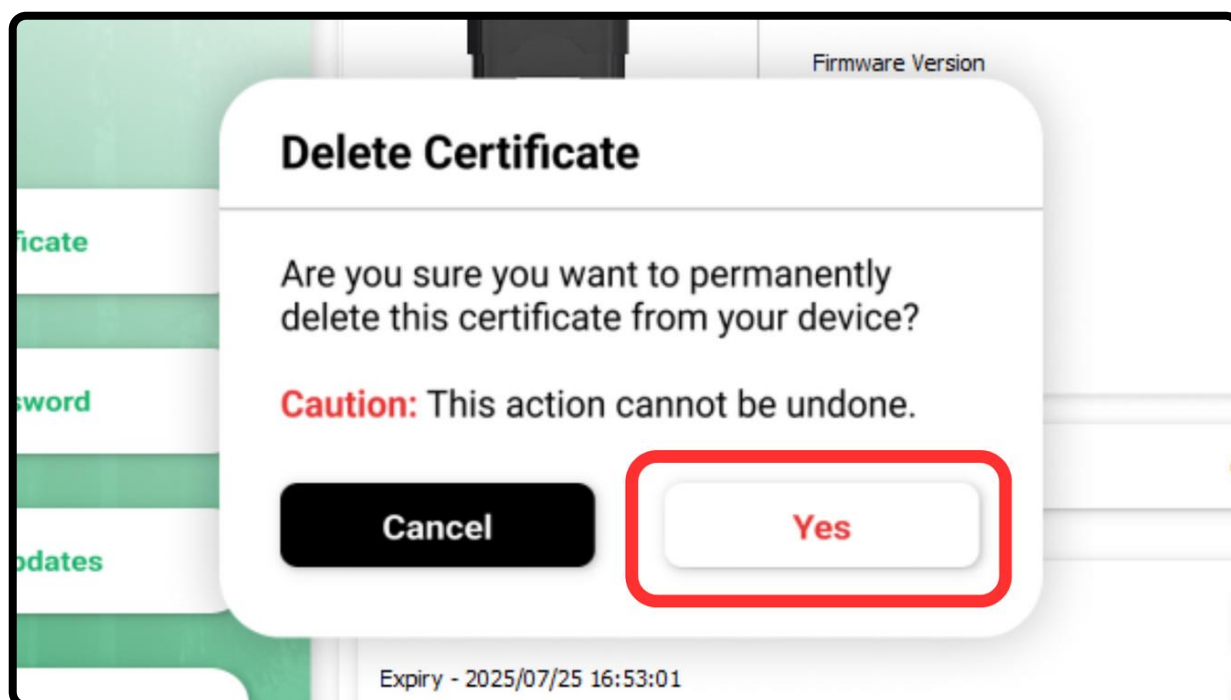 Firmware Version
Delete Certificate
Are you sure you want to permanently
delete this certificate from your device?
Caution: This action cannot be undone.
Cancel
Yes
ficate
sword
pdates
Expiry - 2025/07/25 16:53:01